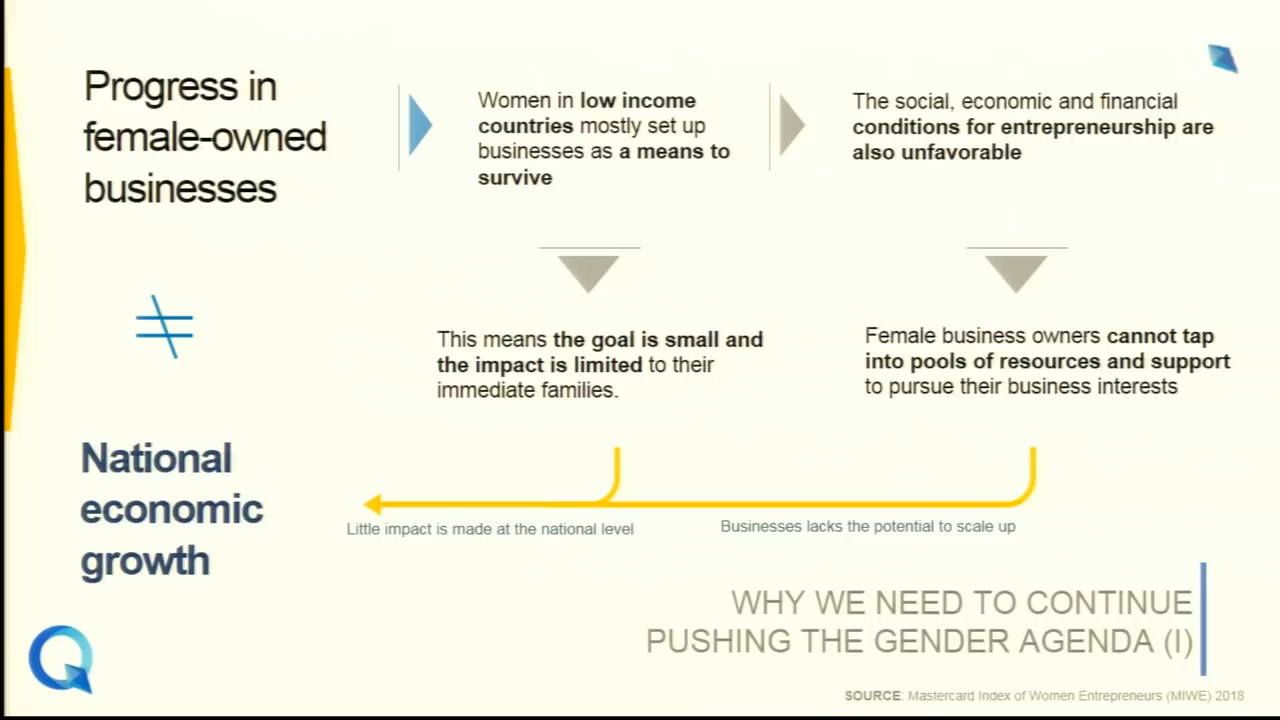 Progress in
female-owned
businesses
Women in low income
countries mostly set up
businesses as a means to
survive
The social, economic and financial
conditions for entrepreneurship are
also unfavorable
≠
This means the goal is small and
the impact is limited to their
immediate families.
Female business owners cannot tap
into pools of resources and support
to pursue their business interests
National
economic
growth
Little impact is made at the national level
Businesses lacks the potential to scale up
WHY WE NEED TO CONTINUE
PUSHING THE GENDER AGENDA (I)
SOURCE: Mastercard Index of Women Entrepreneurs (MIWE) 2018